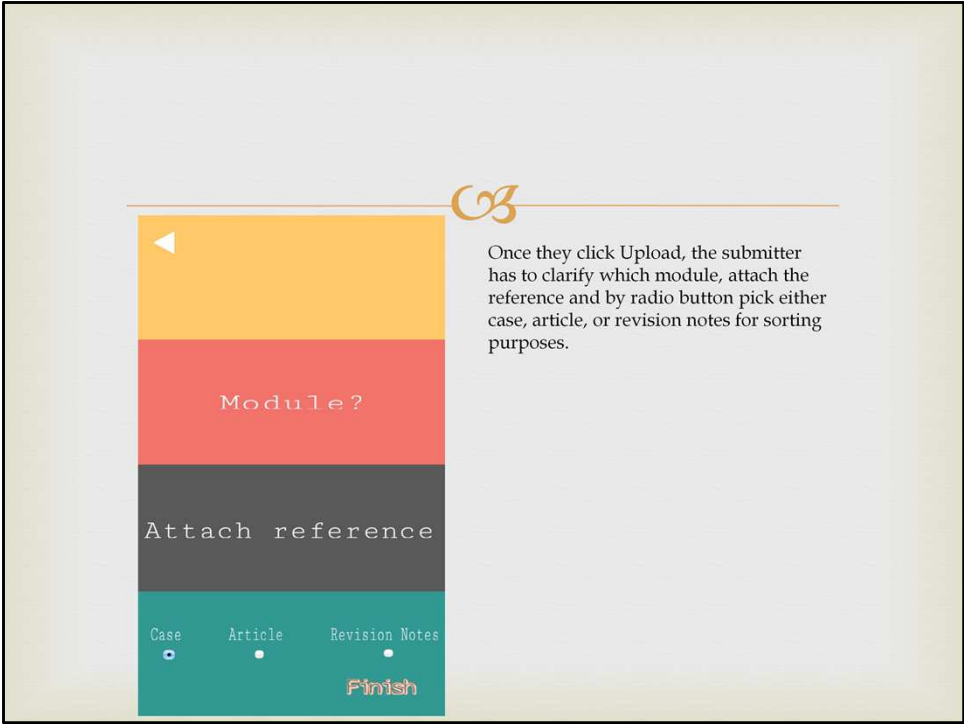 Once they click Upload, the submitter
has to clarify which module, attach the
reference and by radio button pick either
case, article, or revision notes for sorting
purposes.
Module?
Attach reference
Case Article Revision Notes
Finish